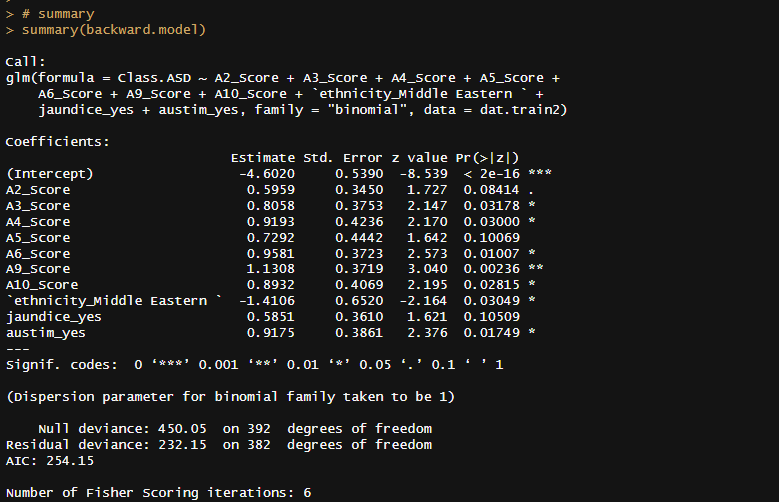 > # summary
> summary(backward.model)
Call:
glm(formula = Class.ASD ~ A2_Score + A3_Score + A4_Score + A5_Score +
    A6_Score + A9_Score + A10_Score + `ethnicity_Middle Eastern ` +
    jaundice_yes + austim_yes, family = "binomial", data = dat.train2)
Coefficients:
                            Estimate Std. Error z value Pr(>|z|)
(Intercept)                  -4.6020     0.5390  -8.539  < 2e-16 ***
A2_Score                      0.5959     0.3450   1.727  0.08414 .
A3_Score                      0.8058     0.3753   2.147  0.03178 *
A4_Score                      0.9193     0.4236   2.170  0.03000 *
A5_Score                      0.7292     0.4442   1.642  0.10069
A6_Score                      0.9581     0.3723   2.573  0.01007 *
A9_Score                      1.1308     0.3719   3.040  0.00236 **
A10_Score                     0.8932     0.4069   2.195  0.02815 *
`ethnicity_Middle Eastern `  -1.4106     0.6520  -2.164  0.03049 *
jaundice_yes                  0.5851     0.3610   1.621  0.10509
austim_yes                    0.9175     0.3861   2.376  0.01749 *
---
Signif. codes:  0 ‘***’ 0.001 ‘**’ 0.01 ‘*’ 0.05 ‘.’ 0.1 ‘ ’ 1
(Dispersion parameter for binomial family taken to be 1)
    Null deviance: 450.05  on 392  degrees of freedom
Residual deviance: 232.15  on 382  degrees of freedom
AIC: 254.15
Number of Fisher Scoring iterations: 6